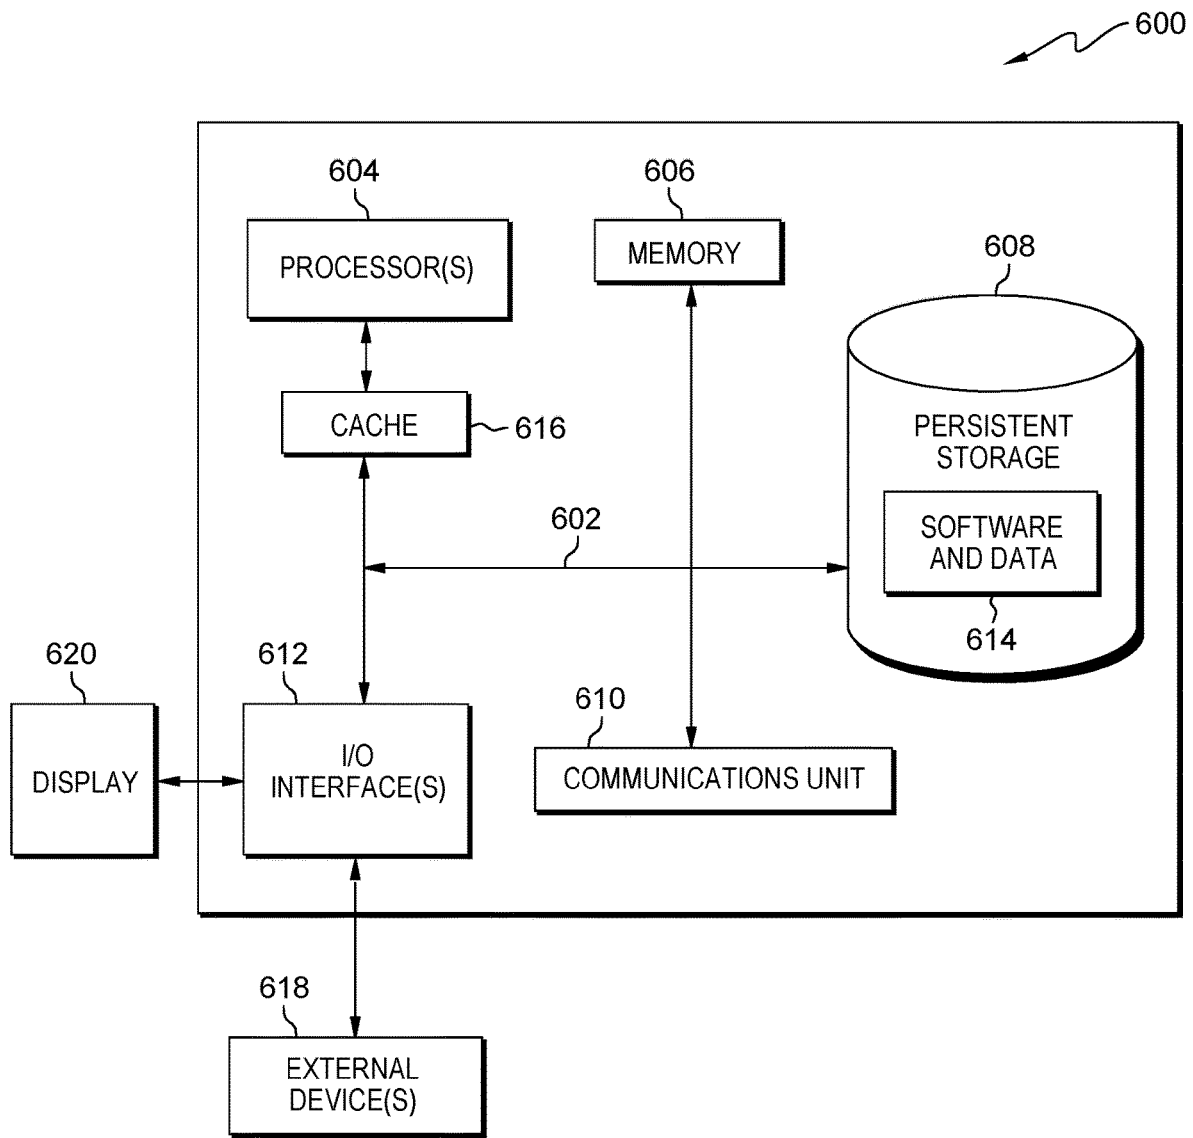 600
604
PROCESSOR(S)
606
MEMORY
608
CACHE
616
PERSISTENT
STORAGE
602
SOFTWARE
AND DATA
614
620
DISPLAY
612
I/O
INTERFACE(S)
610
COMMUNICATIONS UNIT
618
EXTERNAL
DEVICE(S)